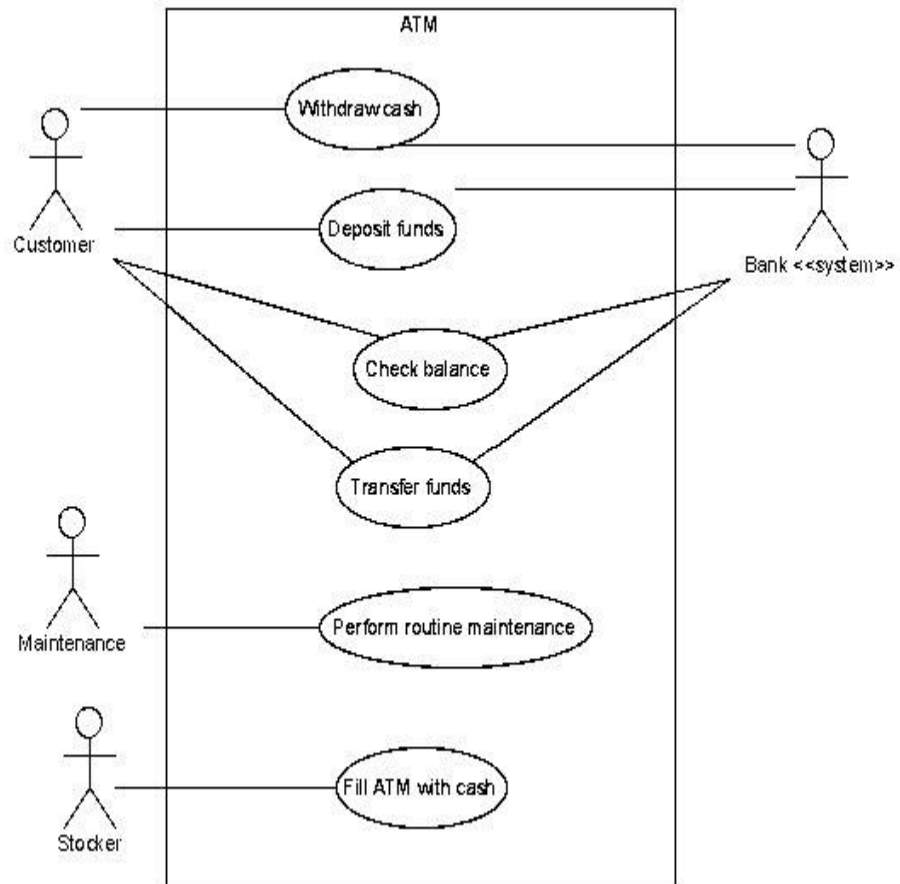 ATM
Withdraw cash
Deposit funds
Customer
Bank <<system>>
Check balance
Transfer funds
Perform routine maintenance
Maintenance
Fill ATM with cash
Stocker